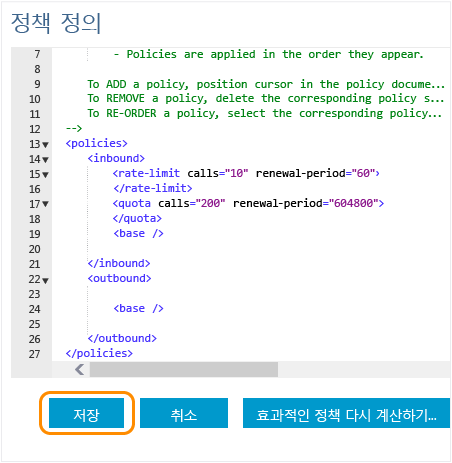 정책 정의
7 - Policies are applied in the order they appear.
8
9 To ADD a policy, position cursor in the policy docume...
10 To REMOVE a policy, delete the corresponding policy s...
11 To RE-ORDER a policy, select the corresponding policy...
12 -->
13 <policies>
14 <inbound>
15 <rate-limit calls="10" renewal-period="60">
16 </rate-limit>
17 <quota calls="200" renewal-period="604800">
18 </quota>
19 <base />
20
21 </inbound>
22 <outbound>
23
24 <base />
25
26 </outbound>
27 </policies>
저장 취소 효과적인 정책 다시 계산하기...